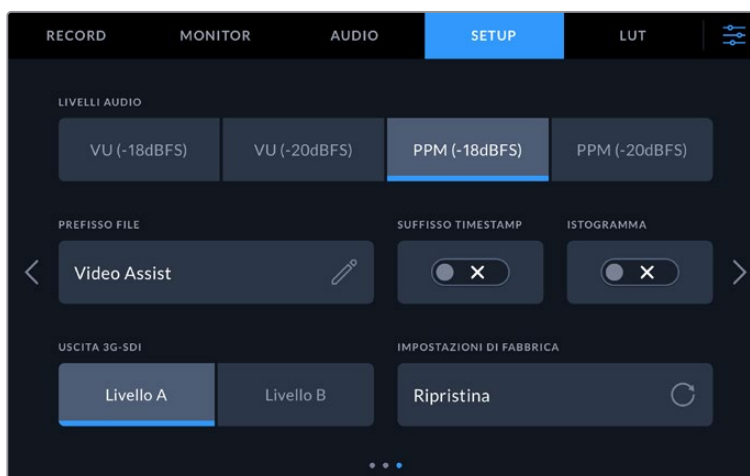 RECORD MONITOR AUDIO SETUP LUT
LIVELLI AUDIO
VU (-18dBFS) VU (-20dBFS) PPM (-18dBFS) PPM (-20dBFS)
PREFISSO FILE SUFFISSO TIMESTAMP ISTOGRAMMA
Video Assist
USCITA 3G-SDI IMPOSTAZIONI DI FABBRICA
Livello A Livello B Ripristina